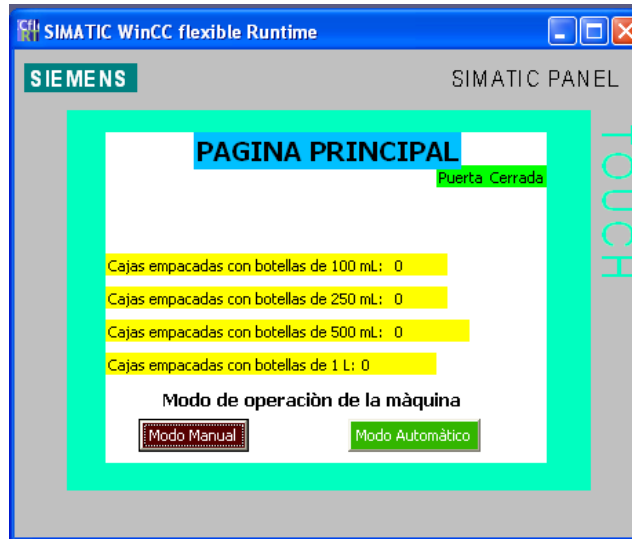 SIMATIC WinCC flexible Runtime
SIEMENS
SIMATIC PANEL
TOUCH
PAGINA PRINCIPAL
Puerta Cerrada
Cajas empacadas con botellas de 100 mL: 0
Cajas empacadas con botellas de 250 mL: 0
Cajas empacadas con botellas de 500 mL: 0
Cajas empacadas con botellas de 1 L: 0
Modo de operaciòn de la màquina
Modo Manual
Modo Automàtico